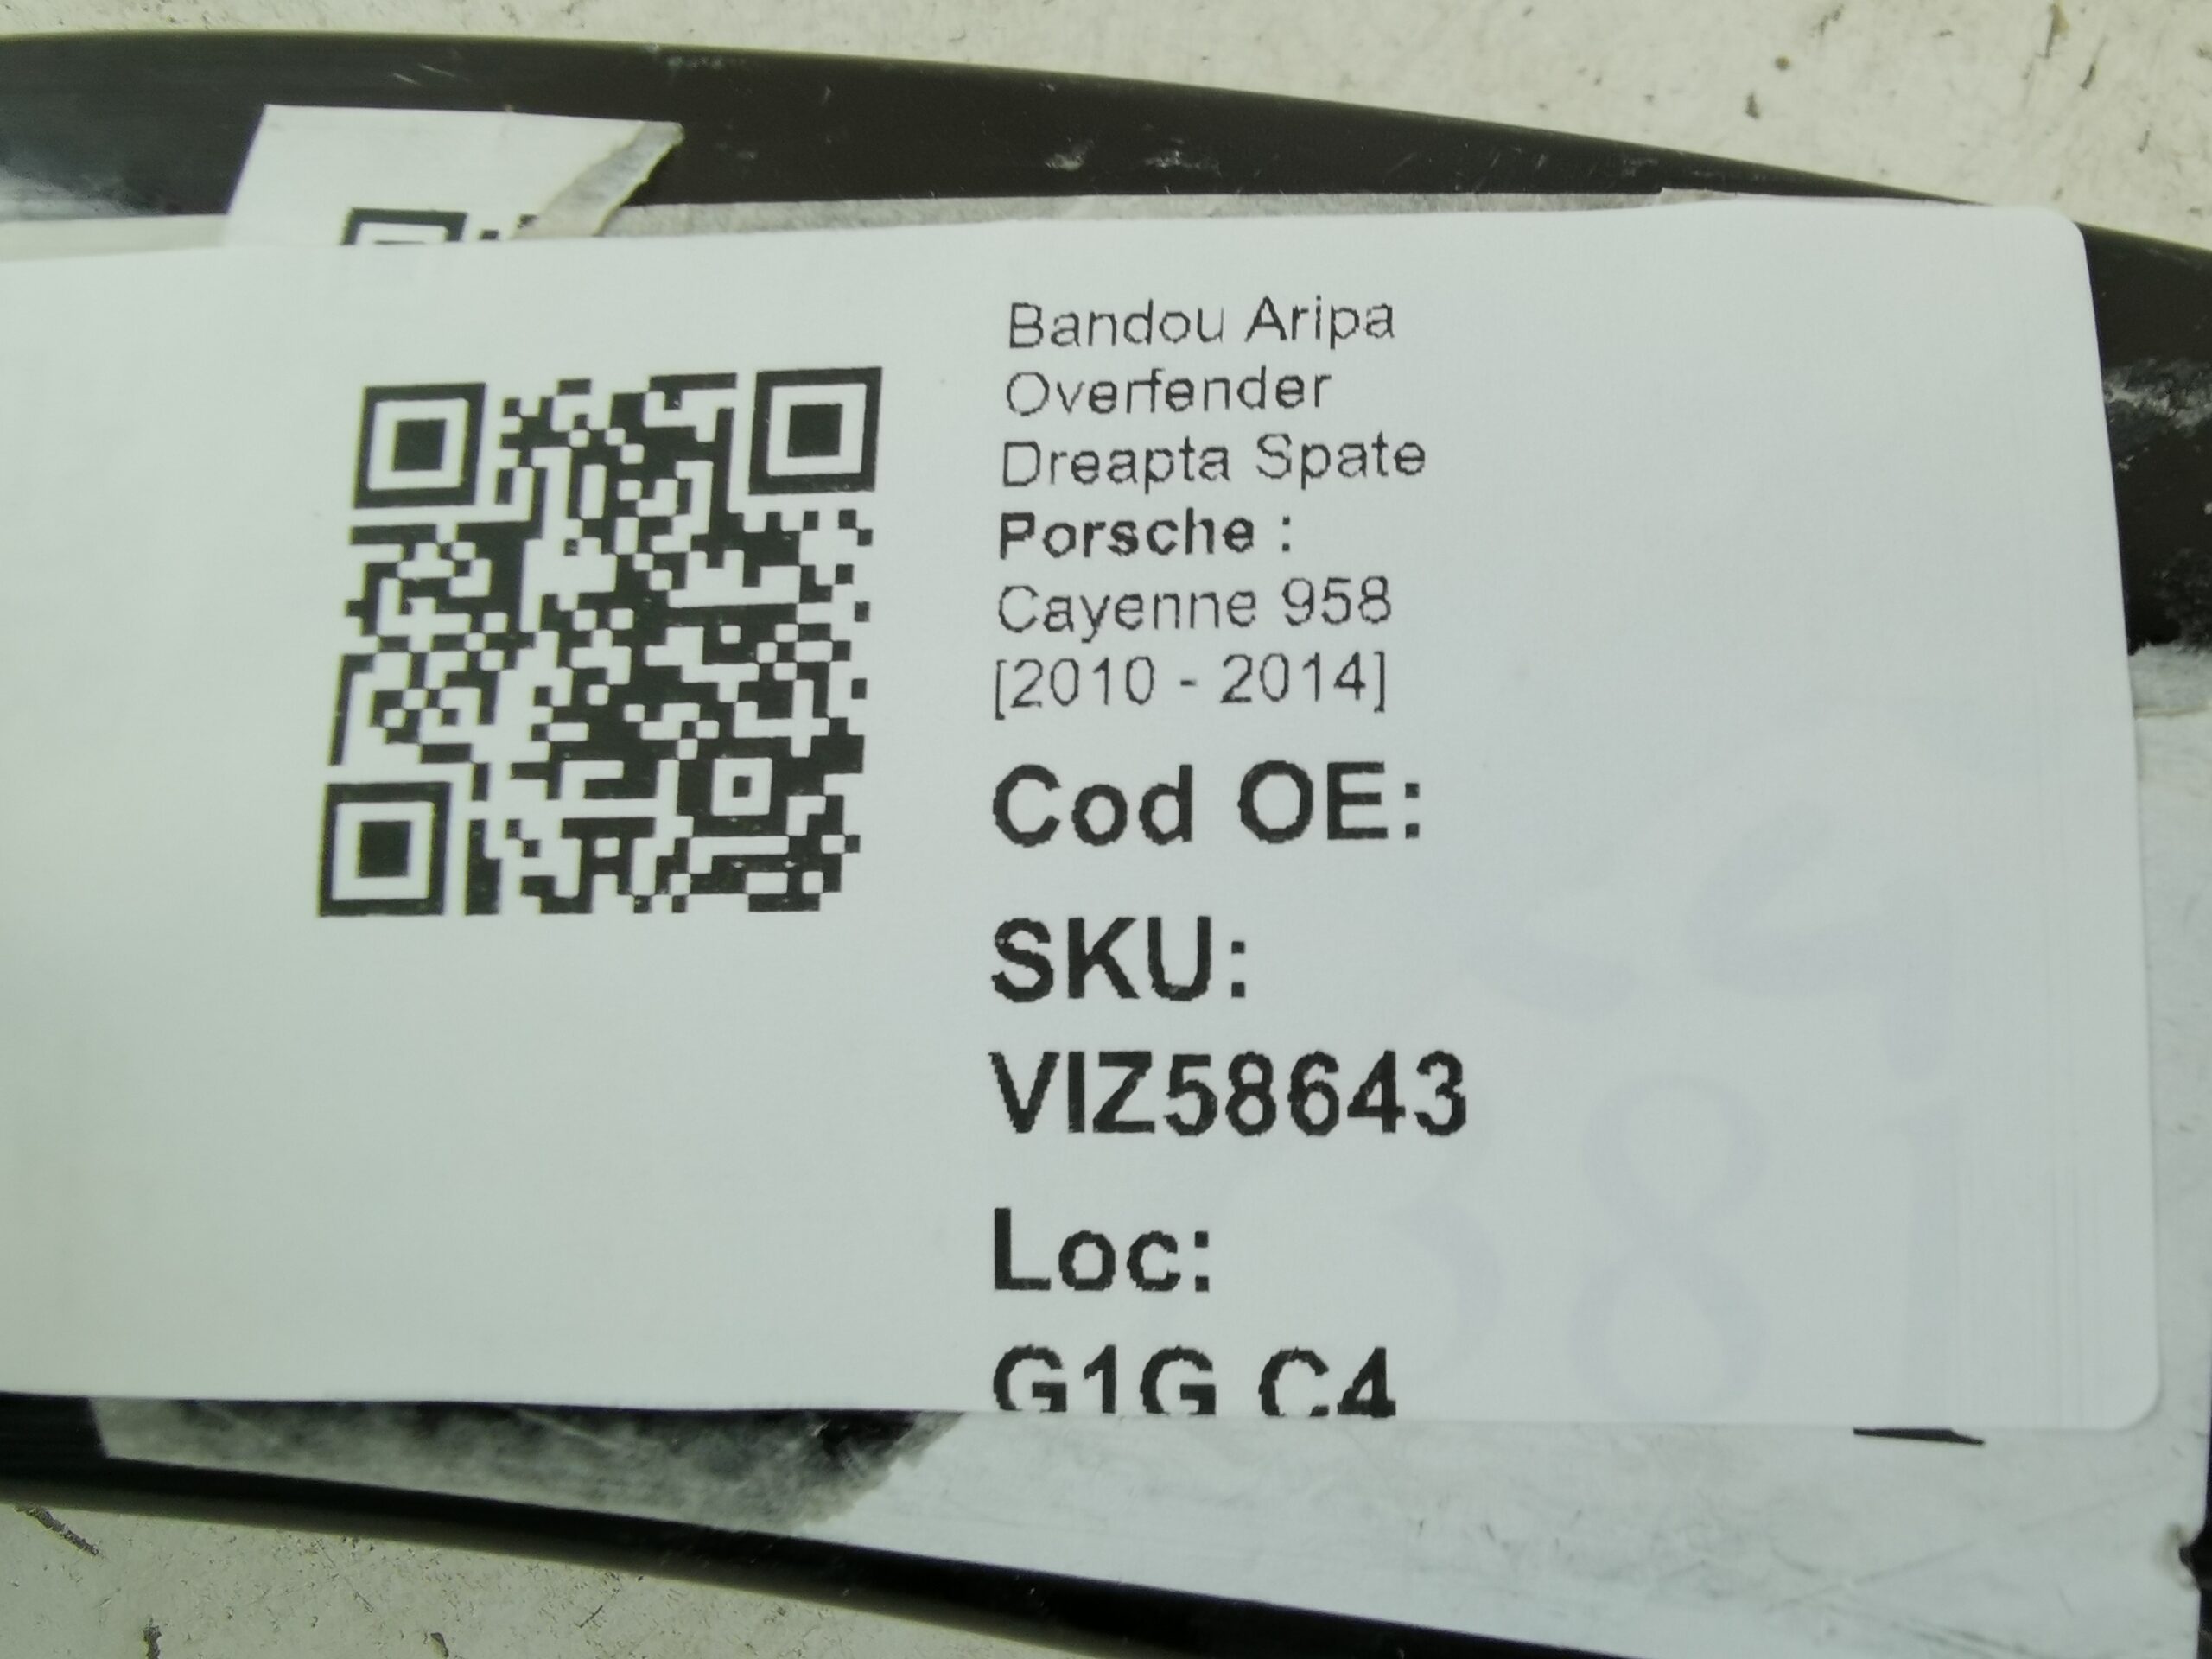 Bandou Aripa
Overfender
Dreapta Spate
Porsche :
Cayenne 958
[2010 - 2014]
Cod OE:
SKU:
VIZ58643
Loc:
G1G C4